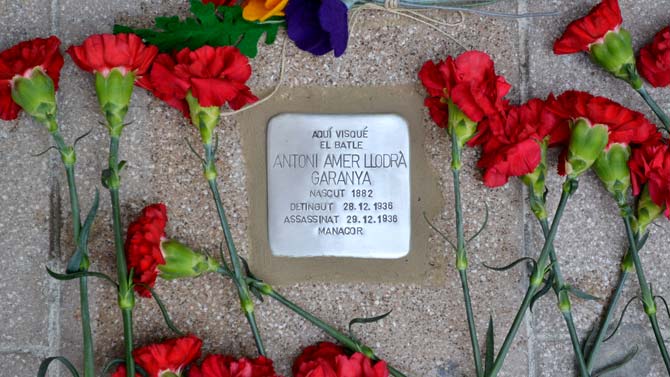 AQUÍ VISQUÉ
EL BATLE
ANTONI AMER LLODRÀ
GARANYA
NASCUT 1882
DETINGUT 28.12.1936
ASSASSINAT 29.12.1936
MANACOR